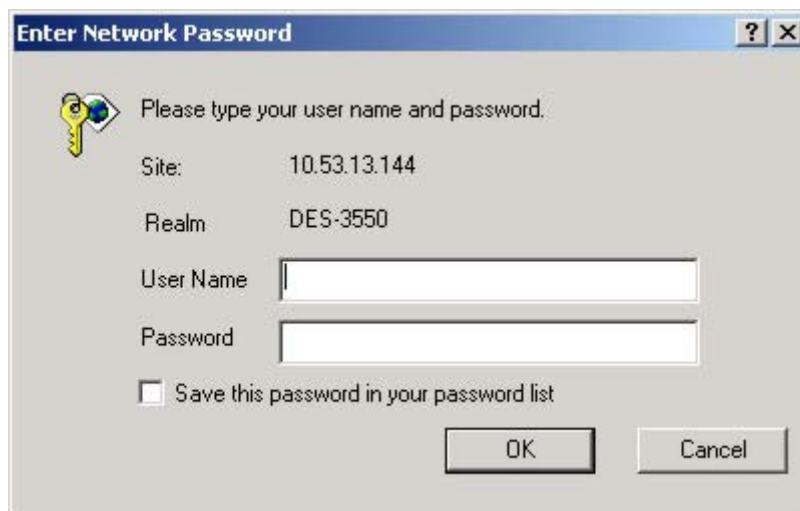 Enter Network Password
Please type your user name and password.
Site: 10.53.13.144
Realm DES-3550
User Name
Password
Save this password in your password list
OK Cancel